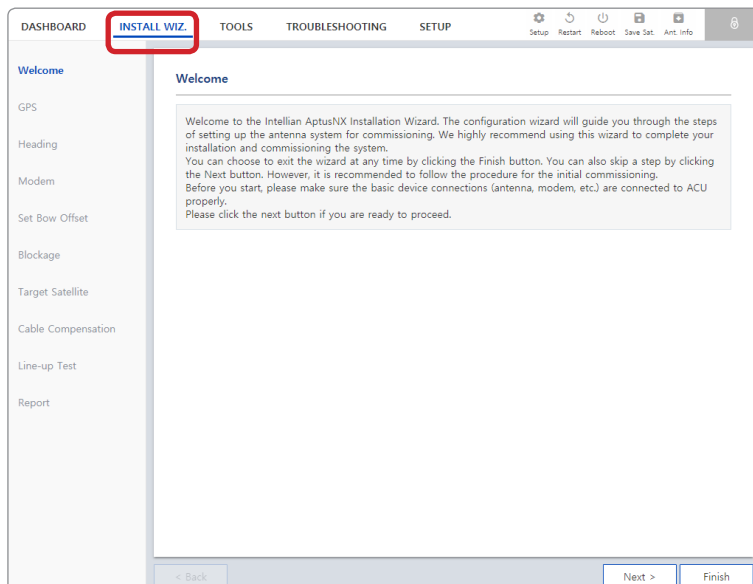 DASHBOARD INSTALL WIZ. TOOLS TROUBLESHOOTING SETUP
Setup Restart Reboot Save Sat. Ant. Info
Welcome
GPS
Heading
Modem
Set Bow Offset
Blockage
Target Satellite
Cable Compensation
Line-up Test
Report
Welcome
Welcome to the Intellian AptusNX Installation Wizard. The configuration wizard will guide you through the steps
of setting up the antenna system for commissioning. We highly recommend using this wizard to complete your
installation and commissioning the system.
You can choose to exit the wizard at any time by clicking the Finish button. You can also skip a step by clicking
the Next button. However, it is recommended to follow the procedure for the initial commissioning.
Before you start, please make sure the basic device connections (antenna, modem, etc.) are connected to ACU
properly.
Please click the next button if you are ready to proceed.
< Back Next > Finish